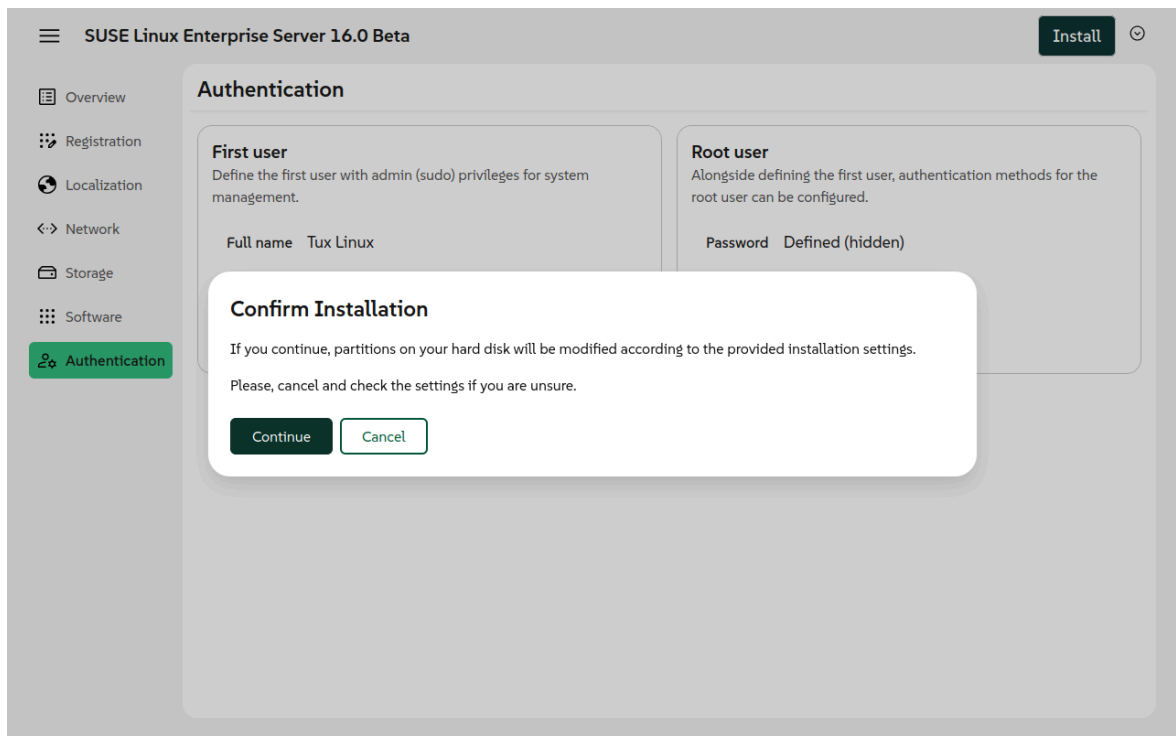 SUSE Linux Enterprise Server 16.0 Beta
Install
Overview
Registration
Localization
Network
Storage
Software
Authentication
Authentication
First user
Define the first user with admin (sudo) privileges for system
management.
Full name Tux Linux
Root user
Alongside defining the first user, authentication methods for the
root user can be configured.
Password Defined (hidden)
Confirm Installation
If you continue, partitions on your hard disk will be modified according to the provided installation settings.
Please, cancel and check the settings if you are unsure.
Continue
Cancel